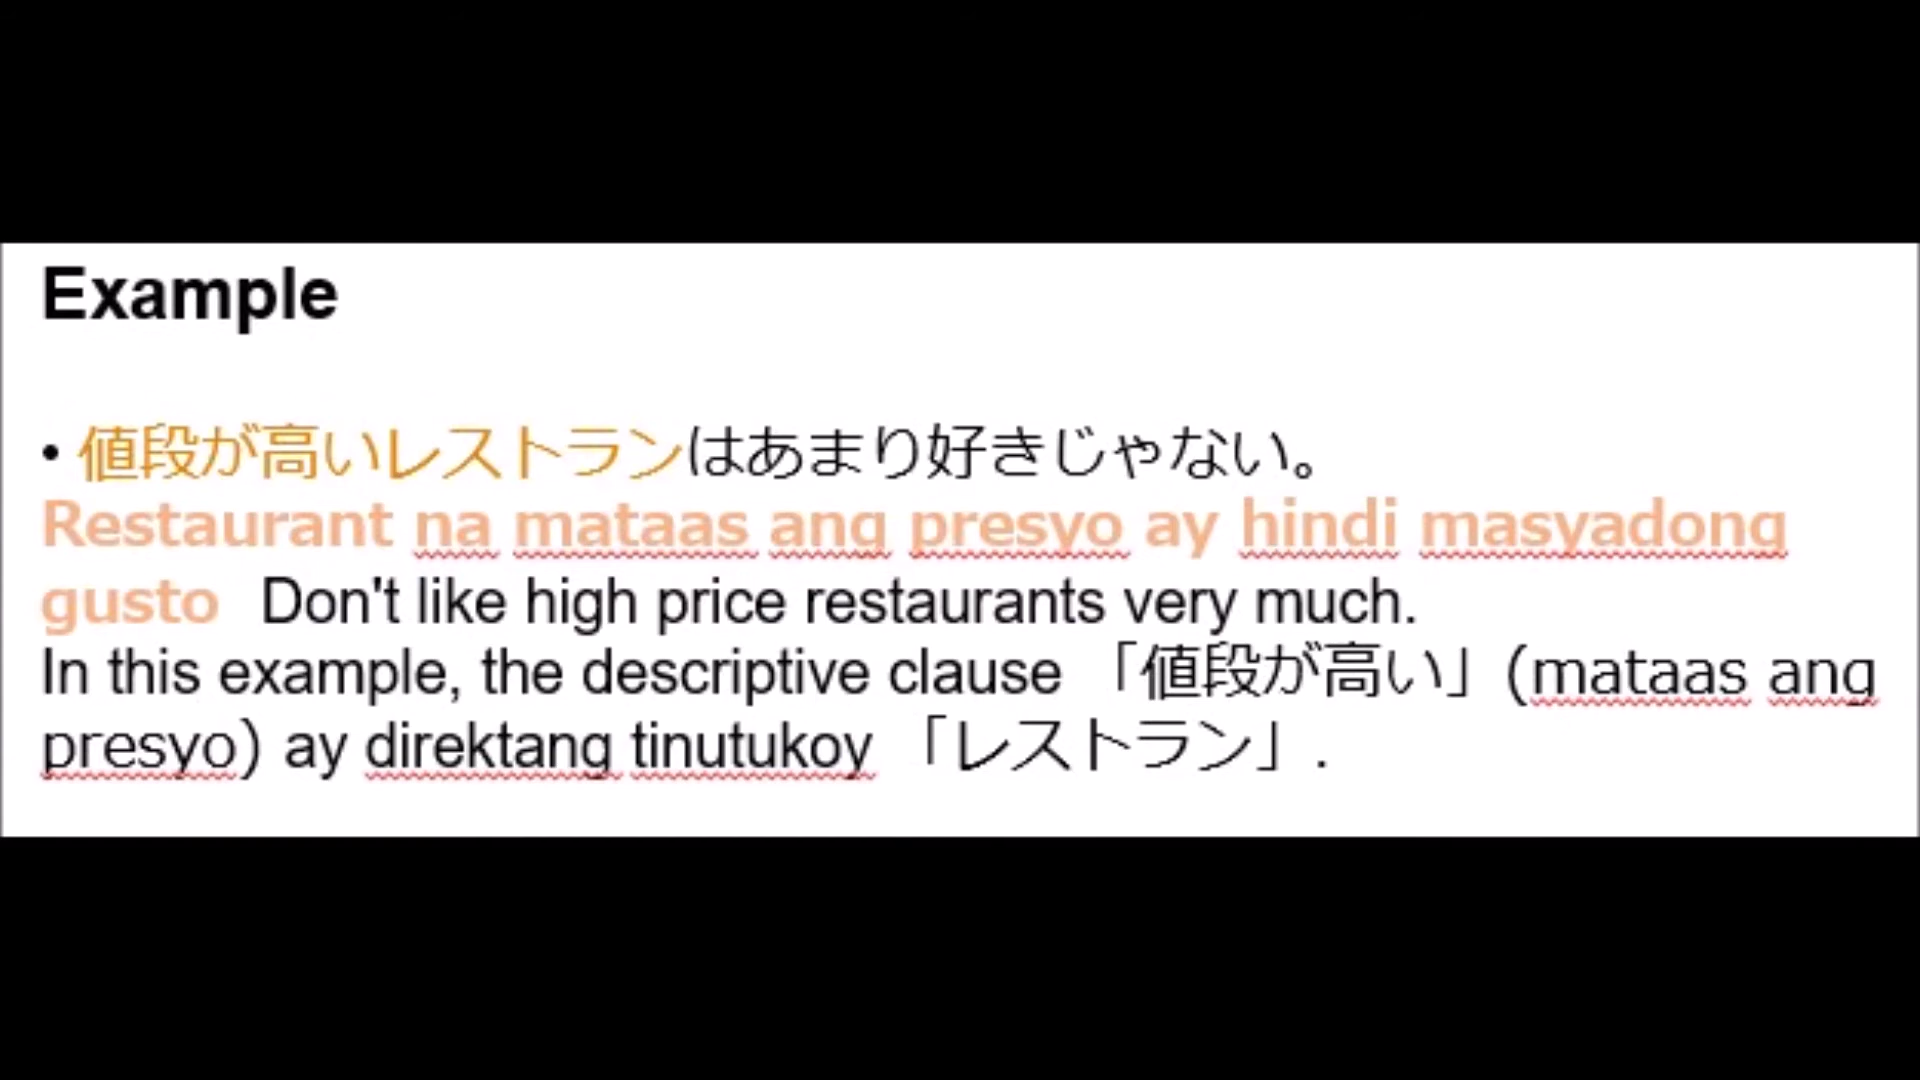 Example
• 値段が高いレストランはあまり好きじゃない。
Restaurant na mataas ang presyo ay hindi masyadong
gusto Don't like high price restaurants very much.
In this example, the descriptive clause 「値段が高い」(mataas ang
presyo) ay direktang tinutukoy 「レストラン」.